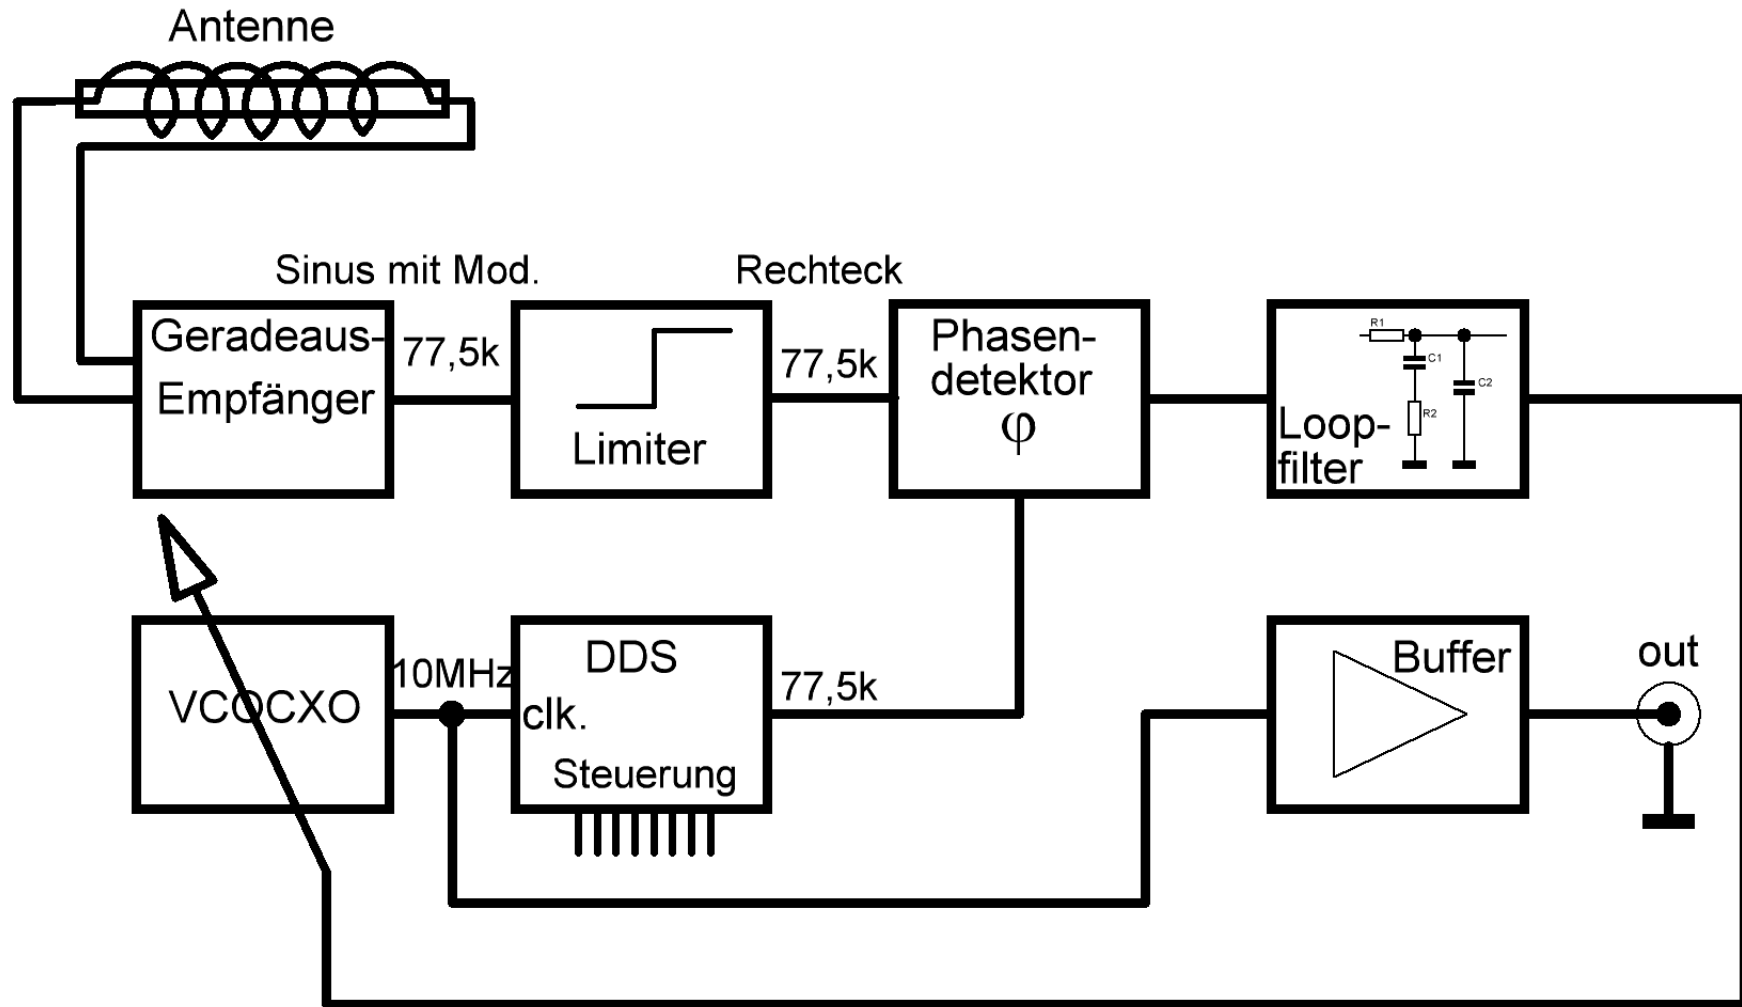 Antenne
Sinus mit Mod.
Rechteck
Geradeaus-
Empfänger
77,5k
Limiter
77,5k
Phasen-
detektor
φ
R1
C1
C2
R2
Loop-
filter
VCOCXO
10MHz
DDS
clk.
Steuerung
77,5k
Buffer
out